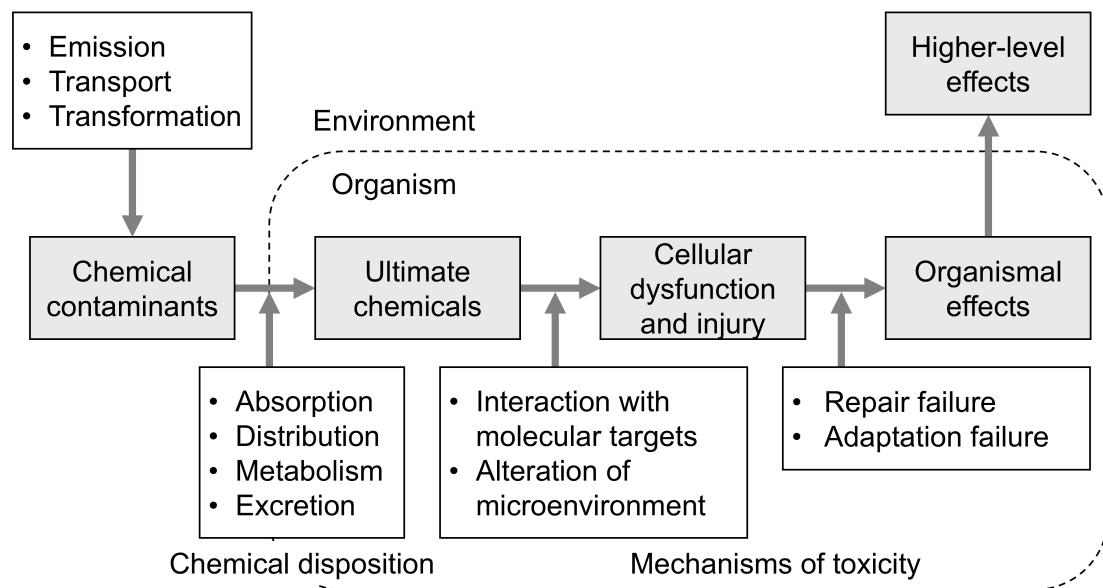 • Emission
• Transport
• Transformation
Higher-level
effects
Environment
Organism
Chemical
contaminants
Ultimate
chemicals
Cellular
dysfunction
and injury
Organismal
effects
• Absorption
• Distribution
• Metabolism
• Excretion
• Interaction with
molecular targets
• Alteration of
microenvironment
• Repair failure
• Adaptation failure
Chemical disposition
Mechanisms of toxicity